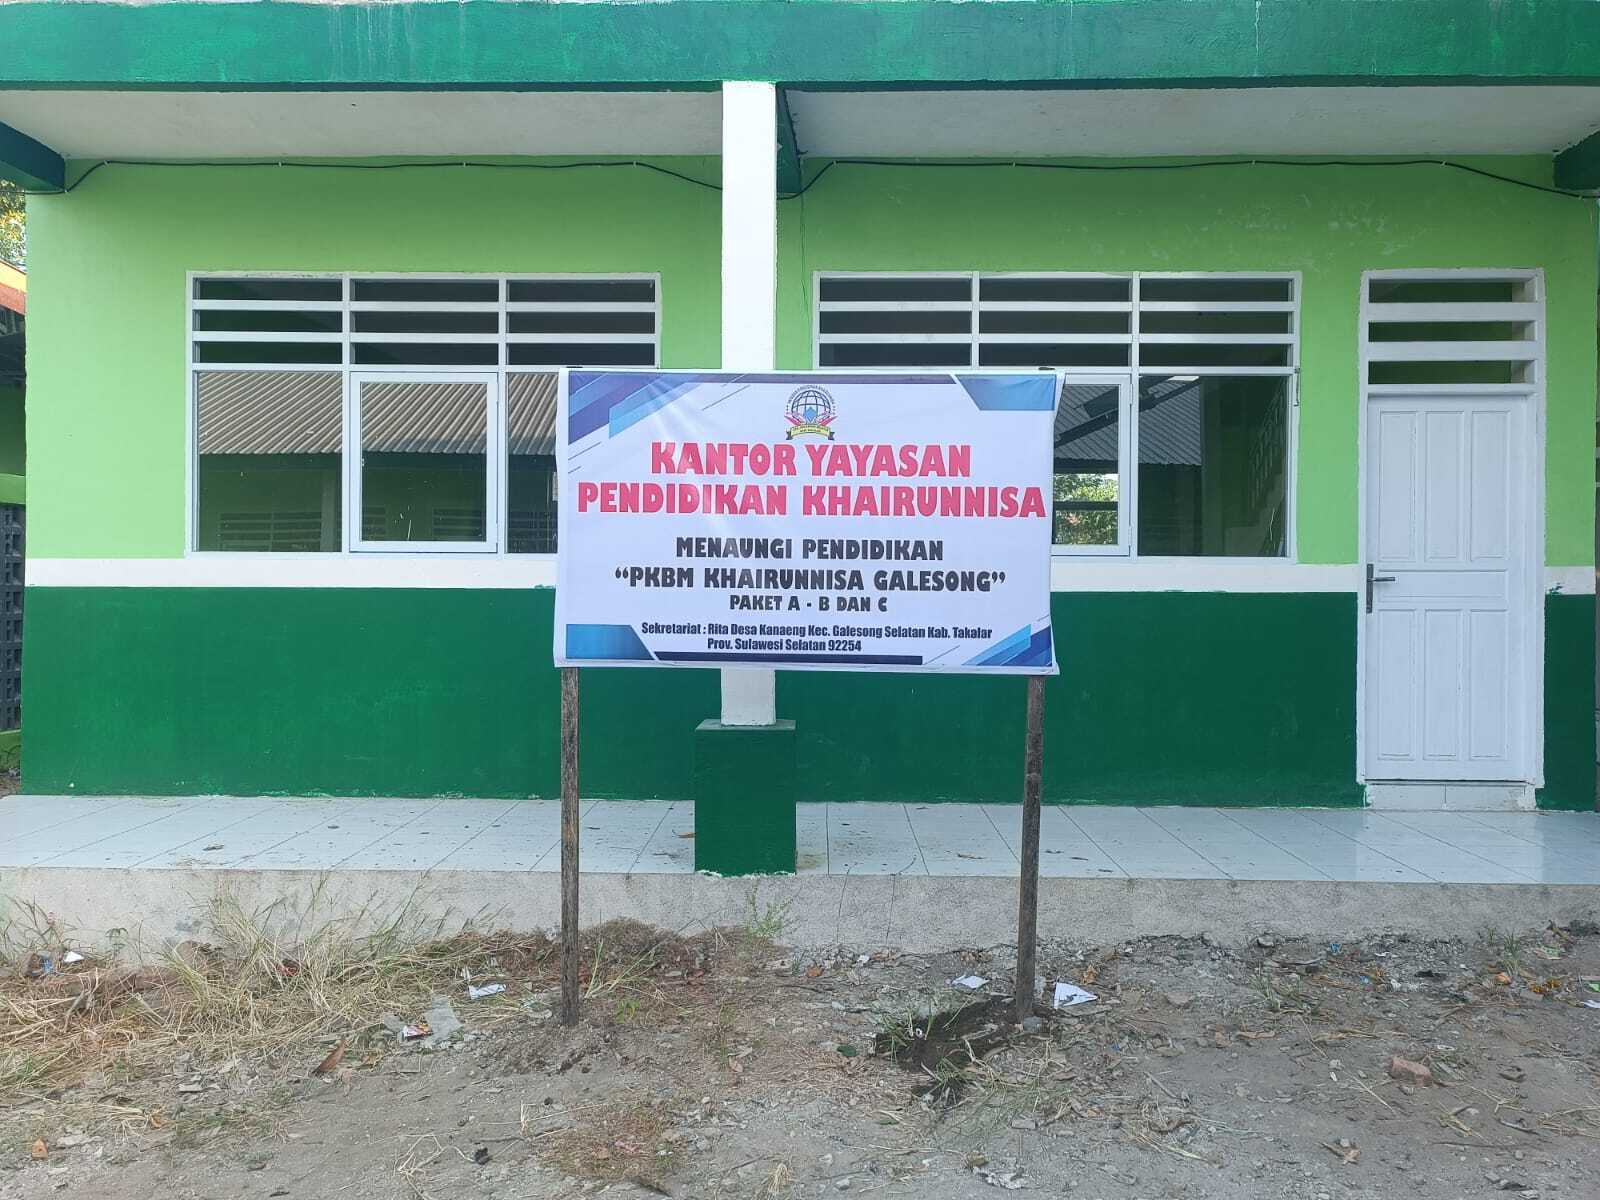 KANTOR YAYASAN
PENDIDIKAN KHAIRUNNISA
MENAUNGI PENDIDIKAN
“PKBM KHAIRUNNISA GALESONG”
PAKET A - B DAN C
Sekretariat : Rita Desa Kanaeng Kec. Galesong Selatan Kab. Takalar
Prov. Sulawesi Selatan 92254